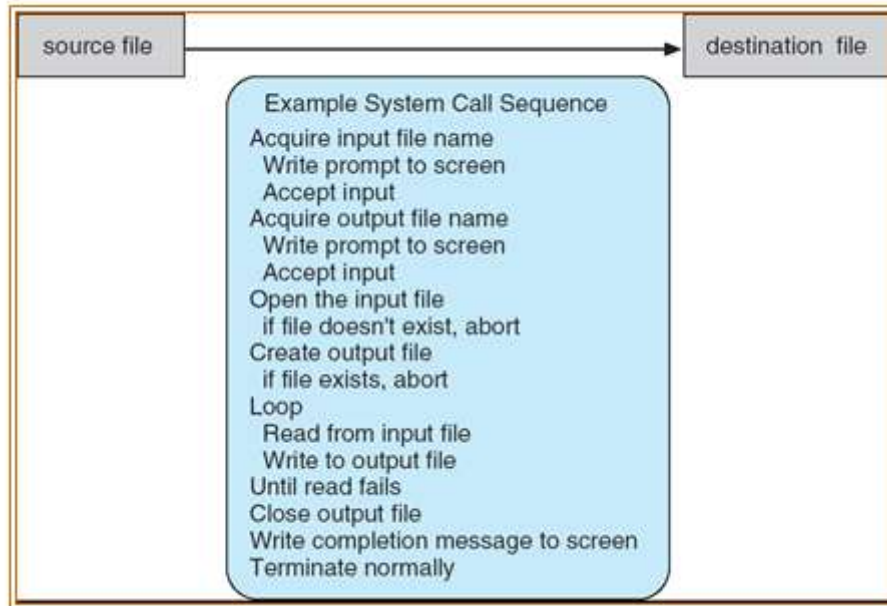 source file
destination file
Example System Call Sequence
Acquire input file name
Write prompt to screen
Accept input
Acquire output file name
Write prompt to screen
Accept input
Open the input file
if file doesn't exist, abort
Create output file
if file exists, abort
Loop
Read from input file
Write to output file
Until read fails
Close output file
Write completion message to screen
Terminate normally